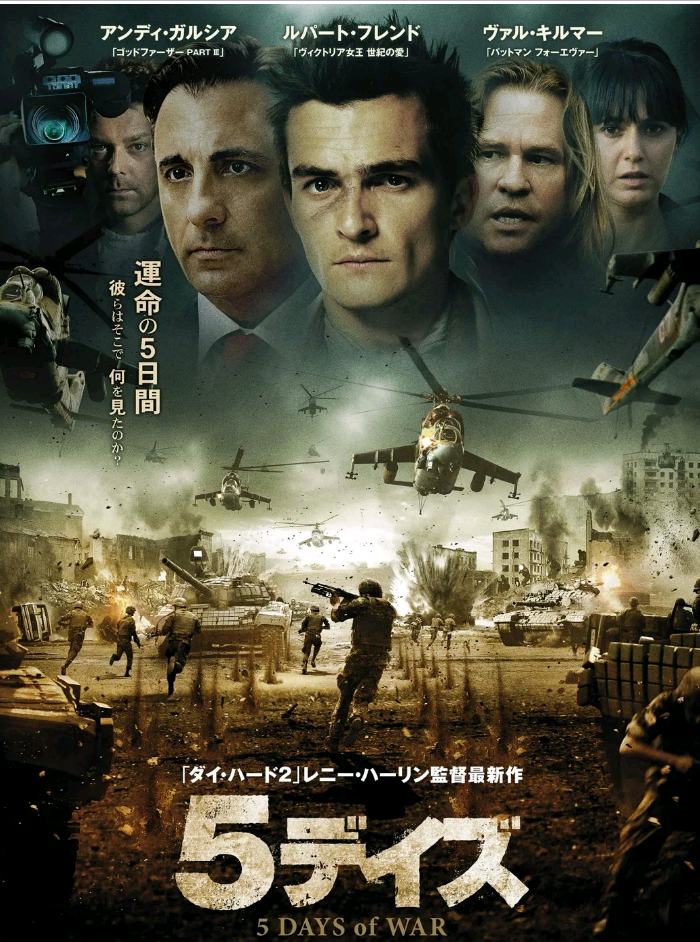 アンディ・ガルシア
「ゴッドファーザー PART III」
ルパート・フレンド
「ヴィクトリア女王 世紀の愛」
ヴァル・キルマー
「バットマン フォーエヴァー」
運命の5日間
彼らはそこで何を見たのか?
「ダイ・ハード2」レニー・ハーリン監督最新作
5デイズ
5 DAYS of WAR